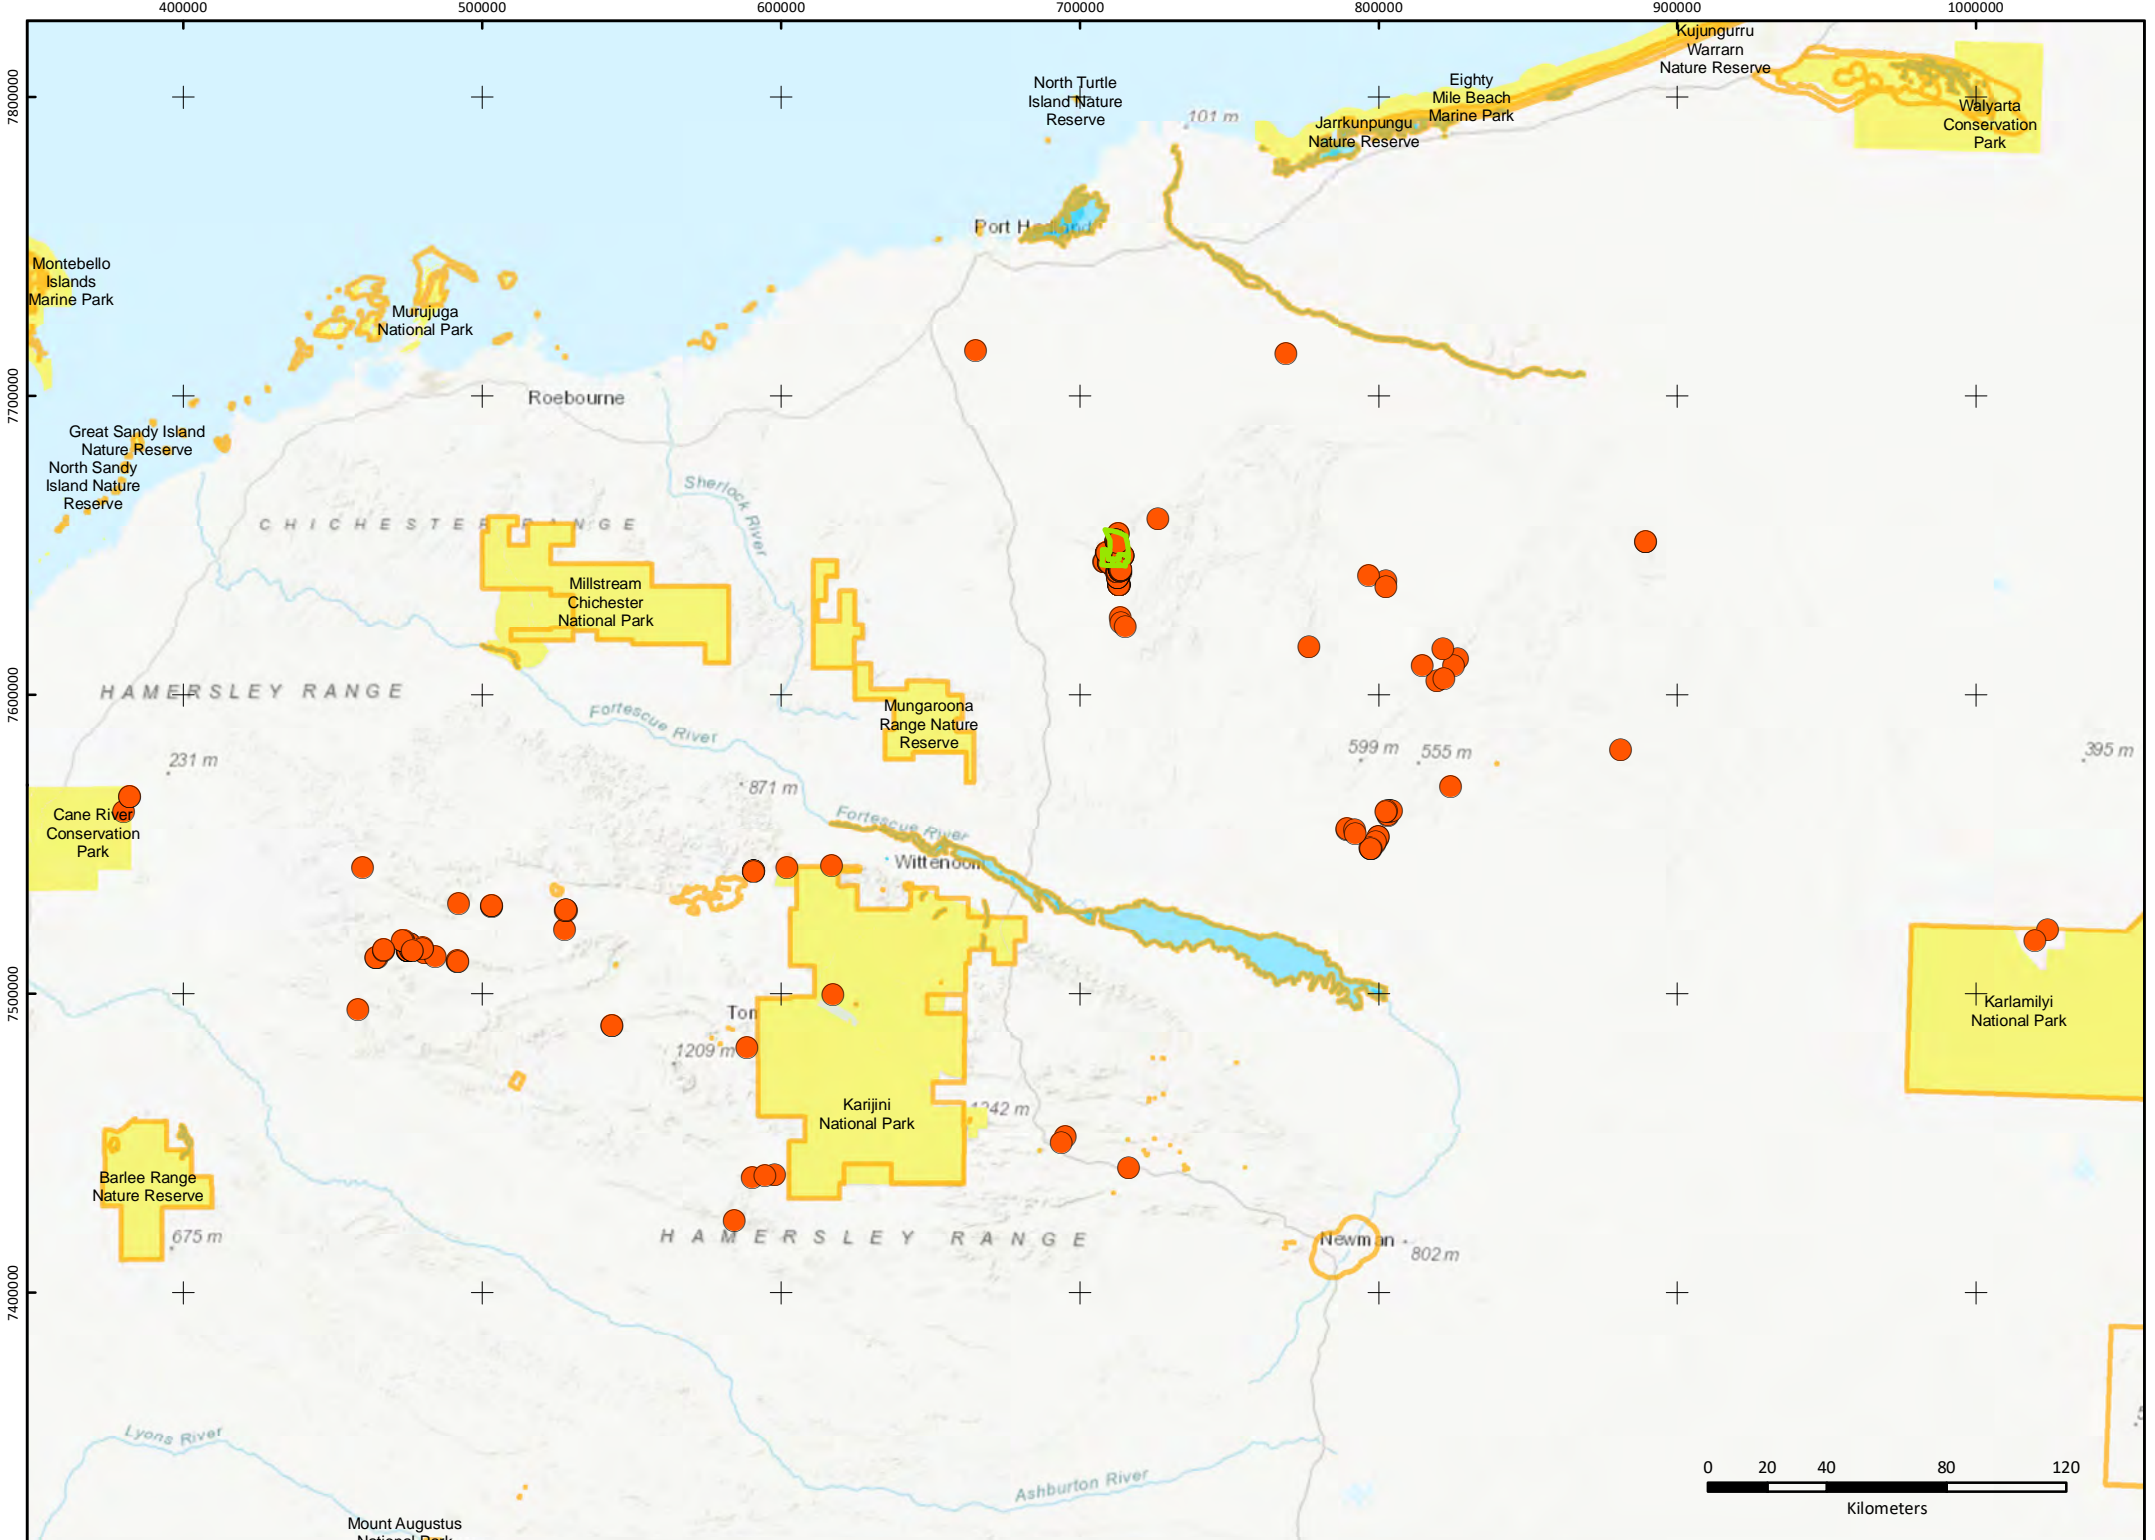 400000
500000
600000
700000
800000
900000
1000000
7800000
7700000
7600000
7500000
7400000
Kujungurru
Warrarn
Nature Reserve
North Turtle
Island Nature
Reserve
Eighty
Mile Beach
Marine Park
Walyarta
Conservation
Park
101 m
Jarrkunpungu
Nature Reserve
Port Hedland
Montebello
Islands
Marine Park
Murujuga
National Park
Roebourne
Great Sandy Island
Nature Reserve
North Sandy
Island Nature
Reserve
Sherlock River
CHICHESTER RANGE
Millstream
Chichester
National Park
HAMERSLEY RANGE
Fortescue River
Mungaroona
Range Nature
Reserve
231 m
599 m
555 m
395 m
871 m
Cane River
Conservation
Park
Fortescue River
Wittenoom
Karlamilyi
National Park
Tom
1209 m
Karijini
National Park
1242 m
Barlee Range
Nature Reserve
675 m
HAMERSLEY RANGE
Newman
802 m
Lyons River
Ashburton River
0
20
40
80
120
Kilometers
Mount Augustus
National Park